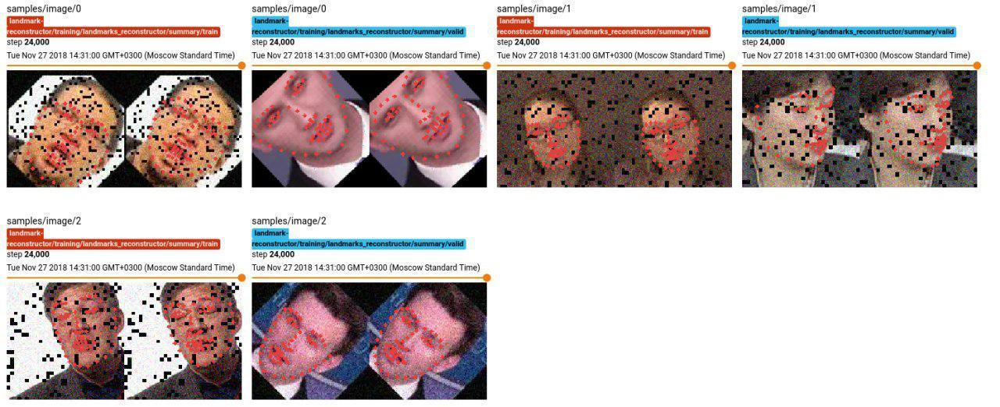 samples/image/0
landmark-
reconstructor/training/landmarks_reconstructor/summary/train
step 24,000
Tue Nov 27 2018 14:31:00 GMT+0300 (Moscow Standard Time)
samples/image/0
landmark-
reconstructor/training/landmarks_reconstructor/summary/valid
step 24,000
Tue Nov 27 2018 14:31:00 GMT+0300 (Moscow Standard Time)
samples/image/1
landmark-
reconstructor/training/landmarks_reconstructor/summary/train
step 24,000
Tue Nov 27 2018 14:31:00 GMT+0300 (Moscow Standard Time)
samples/image/1
landmark-
reconstructor/training/landmarks_reconstructor/summary/valid
step 24,000
Tue Nov 27 2018 14:31:00 GMT+0300 (Moscow Standard Time)
samples/image/2
landmark-
reconstructor/training/landmarks_reconstructor/summary/train
step 24,000
Tue Nov 27 2018 14:31:00 GMT+0300 (Moscow Standard Time)
samples/image/2
landmark-
reconstructor/training/landmarks_reconstructor/summary/valid
step 24,000
Tue Nov 27 2018 14:31:00 GMT+0300 (Moscow Standard Time)